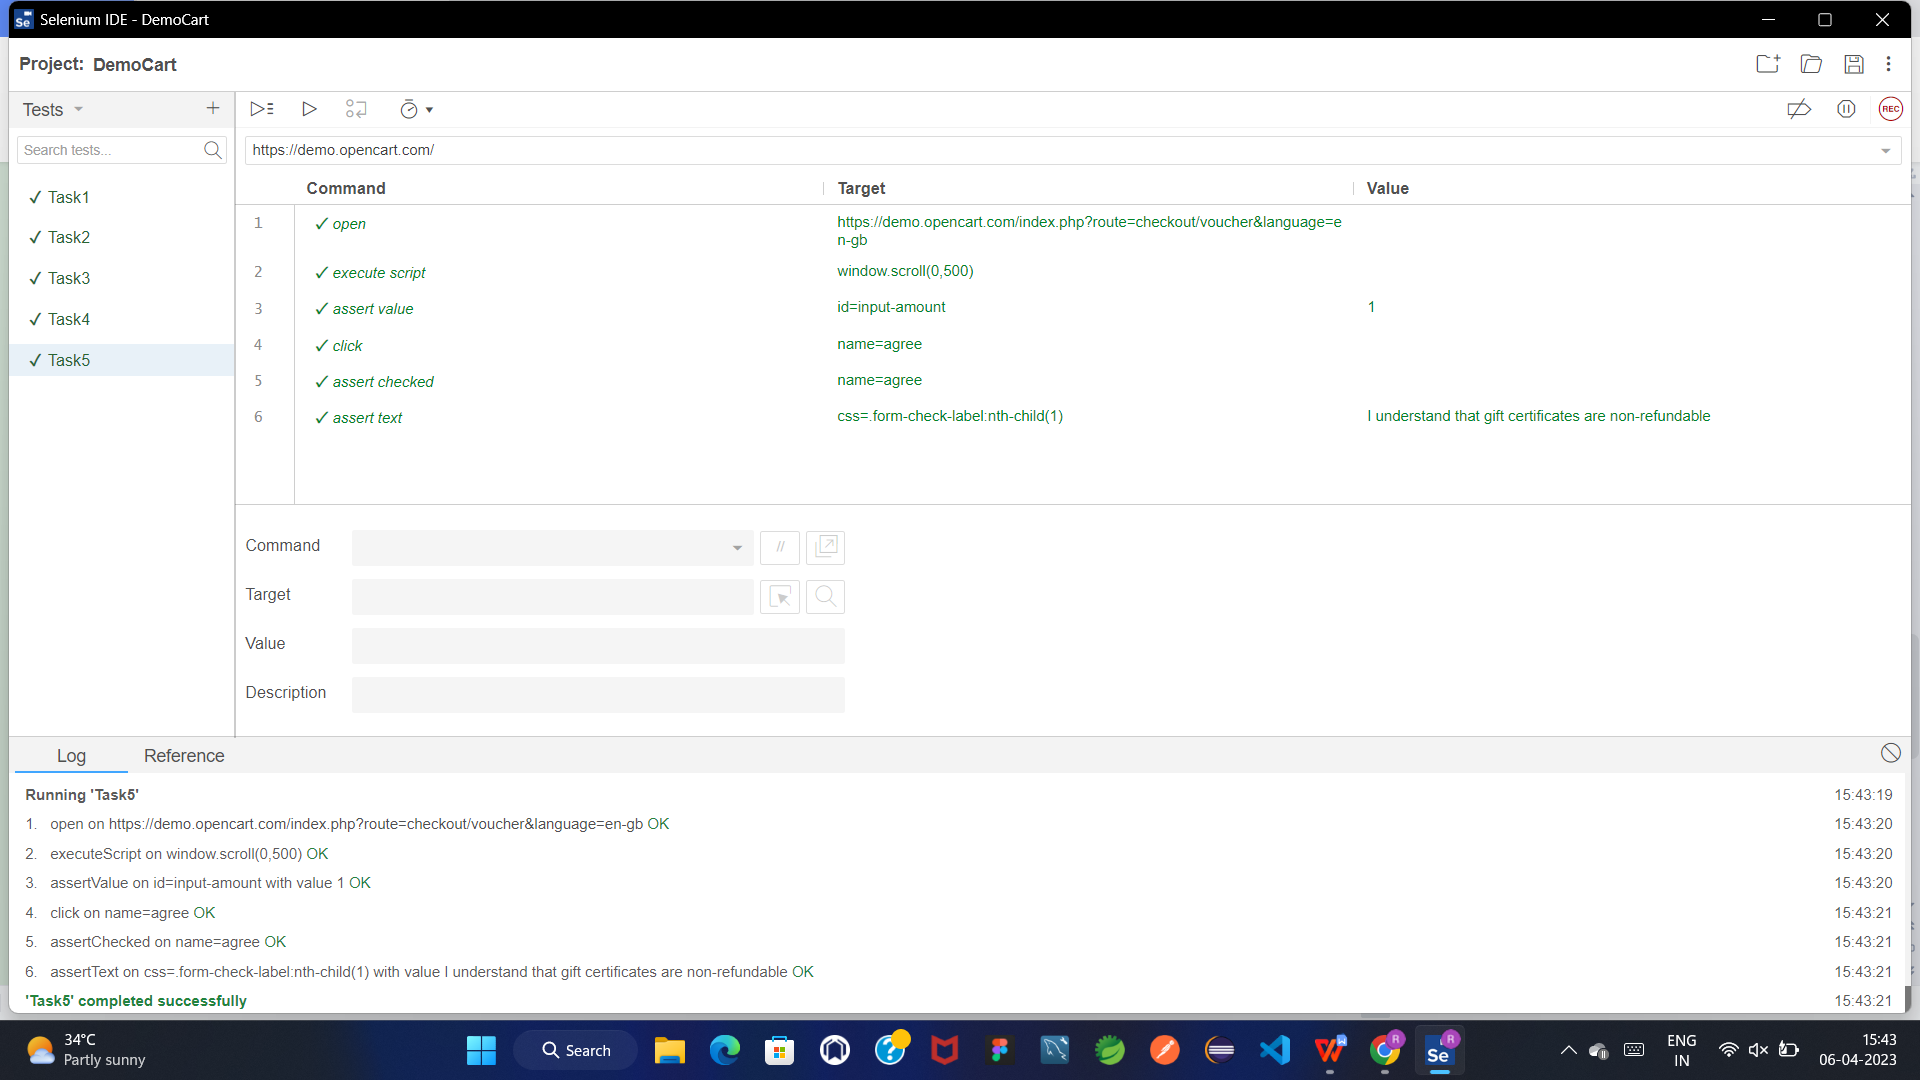 Selenium IDE - DemoCart
Project: DemoCart
Tests
Search tests...
✓ Task1
✓ Task2
✓ Task3
✓ Task4
✓ Task5
REC
https://demo.opencart.com/
Command Target Value
1 ✓ open https://demo.opencart.com/index.php?route=checkout/voucher&language=e
n-gb
2 ✓ execute script window.scroll(0,500)
3 ✓ assert value id=input-amount 1
4 ✓ click name=agree
5 ✓ assert checked name=agree
6 ✓ assert text css=.form-check-label:nth-child(1) I understand that gift certificates are non-refundable
Command //
Target
Value
Description
Log Reference
Running 'Task5' 15:43:19
1. open on https://demo.opencart.com/index.php?route=checkout/voucher&language=en-gb OK 15:43:20
2. executeScript on window.scroll(0,500) OK 15:43:20
3. assertValue on id=input-amount with value 1 OK 15:43:20
4. click on name=agree OK 15:43:21
5. assertChecked on name=agree OK 15:43:21
6. assertText on css=.form-check-label:nth-child(1) with value I understand that gift certificates are non-refundable OK 15:43:21
'Task5' completed successfully 15:43:21
34°C
Partly sunny
Search
R
Se R
ENG
IN
15:43
06-04-2023